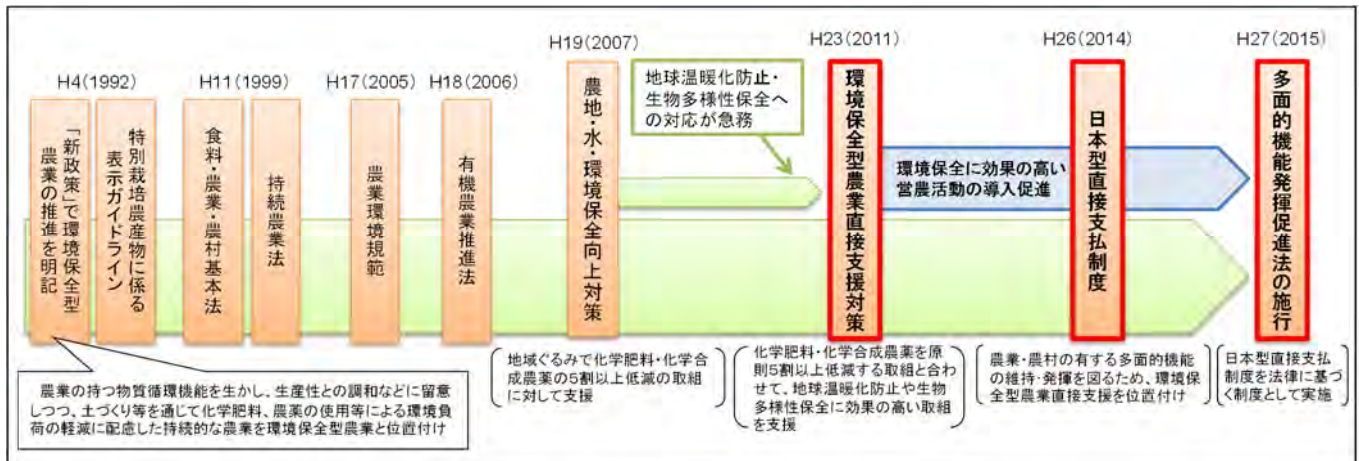 H4(1992)
「新政策」で環境保全型
農業の推進を明記
特別栽培農産物に係る
表示ガイドライン
H11(1999)
食料・農業・農村基本法
持続農業法
H17(2005)
農業環境規範
H18(2006)
有機農業推進法
H19(2007)
農地・水・環境保全向上対策
地球温暖化防止・
生物多様性保全へ
の対応が急務
H23(2011)
環境保全型農業直接支援対策
環境保全に効果の高い
営農活動の導入促進
H26(2014)
日本型直接支払制度
H27(2015)
多面的機能発揮促進法の施行
農業の持つ物質循環機能を生かし、生産性との調和などに留意
しつつ、土づくり等を通じて化学肥料、農薬の使用等による環境負
荷の軽減に配慮した持続的な農業を環境保全型農業と位置付け
地域ぐるみで化学肥料・化学合
成農薬の5割以上低減の取組
に対して支援
化学肥料・化学合成農薬を原
則5割以上低減する取組と合
わせて、地球温暖化防止や生物
多様性保全に効果の高い取組
を支援
農業・農村の有する多面的機能
の維持・発揮を図るため、環境保
全型農業直接支援を位置付け
日本型直接支払
制度を法律に基づ
く制度として実施